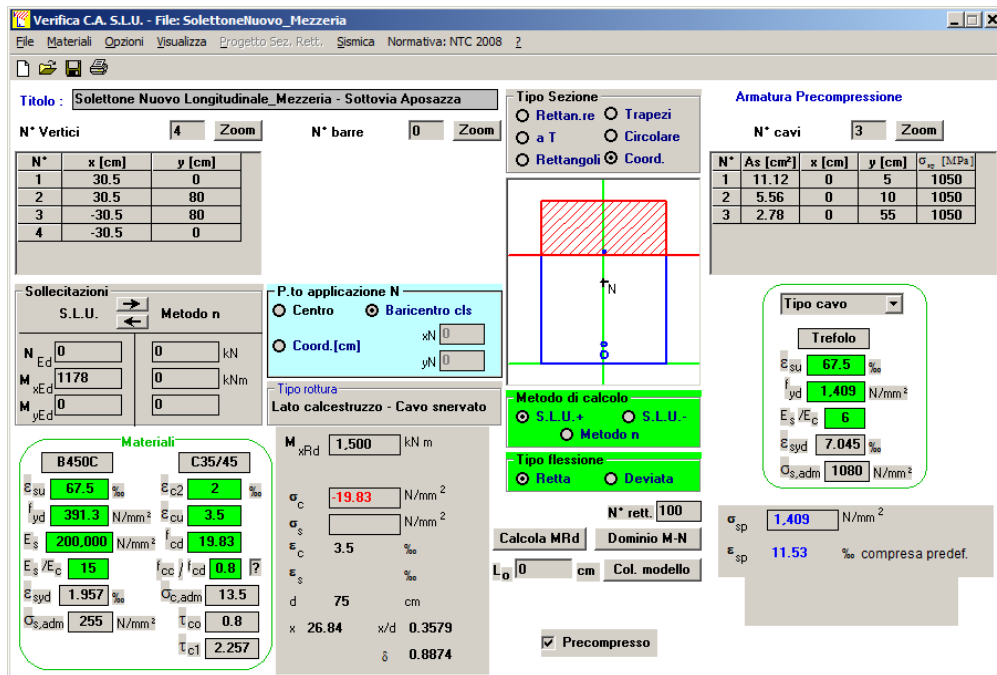 Verifica C.A. S.L.U. - File: SolettoneNuovo_Mezzeria
File Materiali Opzioni Visualizza Progetto Sez. Rett. Sismica Normativa: NTC 2008 ?
Titolo : Solettone Nuovo Longitudinale_Mezzeria - Sottovia Aposazza
N° Vertici 4 Zoom N° barre 0 Zoom
N° x [cm] y [cm]
1 30.5 0
2 30.5 80
3 -30.5 80
4 -30.5 0
Tipo Sezione
Rettan.re Trapezi
a T Circolare
Rettangoli Coord.
Armatura Precompressione
N° cavi 3 Zoom
N° As [cm²] x [cm] y [cm] σsp [MPa]
1 11.12 0 5 1050
2 5.56 0 10 1050
3 2.78 0 55 1050
N
Sollecitazioni
S.L.U. Metodo n
N Ed 0 0 kN
M xEd 1178 0 kNm
M yEd 0 0
P.to applicazione N
Centro Baricentro cls
Coord.[cm] xN 0
yN 0
Tipo rottura
Lato calcestruzzo - Cavo snervato
Materiali
B450C C35/45
εsu 67.5 ‰ εc2 2 ‰
fyd 391.3 N/mm² εcu 3.5
Es 200,000 N/mm² fcd 19.83
Es/Ec 15 fcc / fcd 0.8 ?
εsyd 1.957 ‰ σc,adm 13.5
σs,adm 255 N/mm² τco 0.8
τc1 2.257
M xRd 1,500 kN m
σc -19.83 N/mm²
σs N/mm²
εc 3.5 ‰
εs ‰
d 75 cm
x 26.84 x/d 0.3579
δ 0.8874
Metodo di calcolo
S.L.U.+ S.L.U.-
Metodo n
Tipo flessione
Retta Deviata
N° rett. 100
Calcola MRd Dominio M-N
Lo 0 cm Col. modello
Precompresso
Tipo cavo
Trefolo
εsu 67.5 ‰
fyd 1,409 N/mm²
Es/Ec 6
εsyd 7.045 ‰
σs,adm 1080 N/mm²
σsp 1,409 N/mm²
εsp 11.53 ‰ compresa predef.